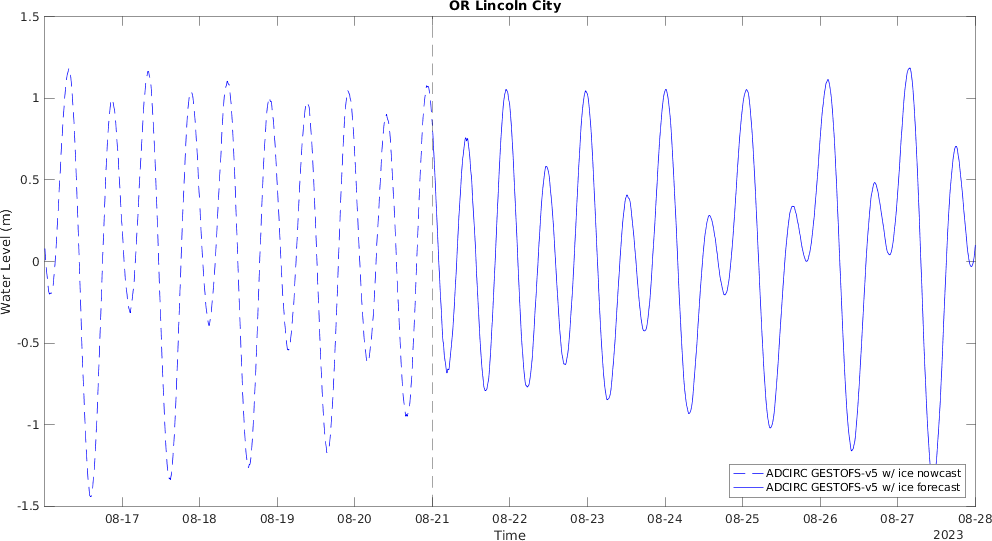 OR Lincoln City
1.5
1
0.5
0
-0.5
-1
-1.5
Water Level (m)
ADCIRC GESTOFS-v5 w/ ice nowcast
ADCIRC GESTOFS-v5 w/ ice forecast
08-17 08-18 08-19 08-20 08-21 08-22 08-23 08-24 08-25 08-26 08-27 08-28
Time
2023